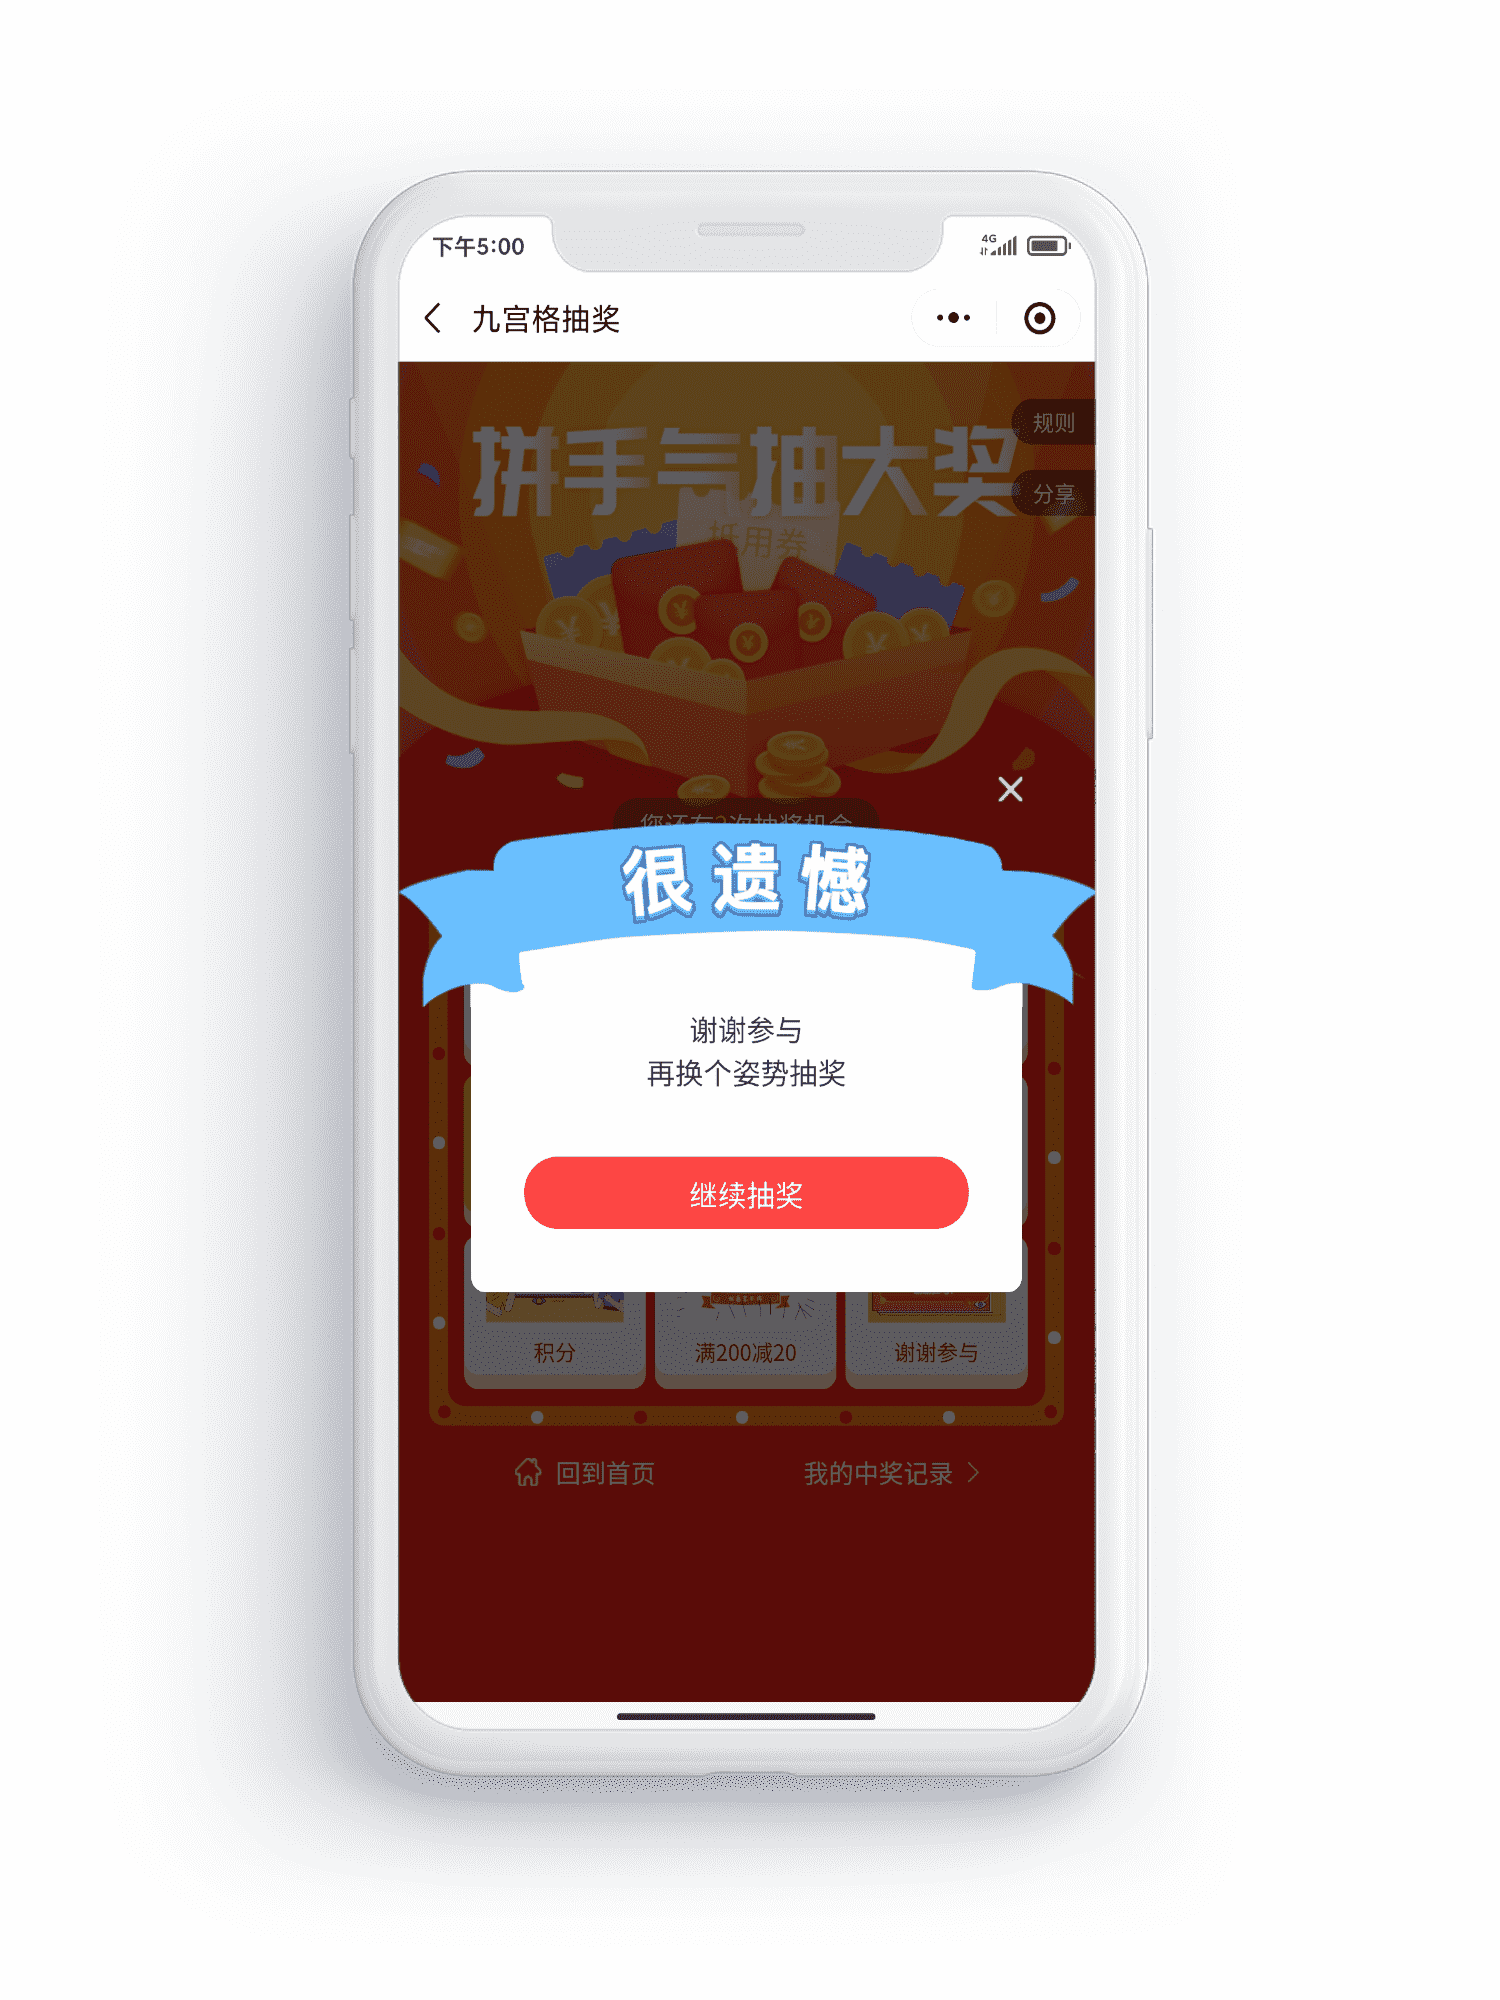 下午5:00
4G
九宫格抽奖
规则
拼手气抽大奖
分享
抵用券
您还有2次抽奖机会
很遗憾
谢谢参与
再换个姿势抽奖
继续抽奖
积分
满200减20
谢谢参与
回到首页
我的中奖记录